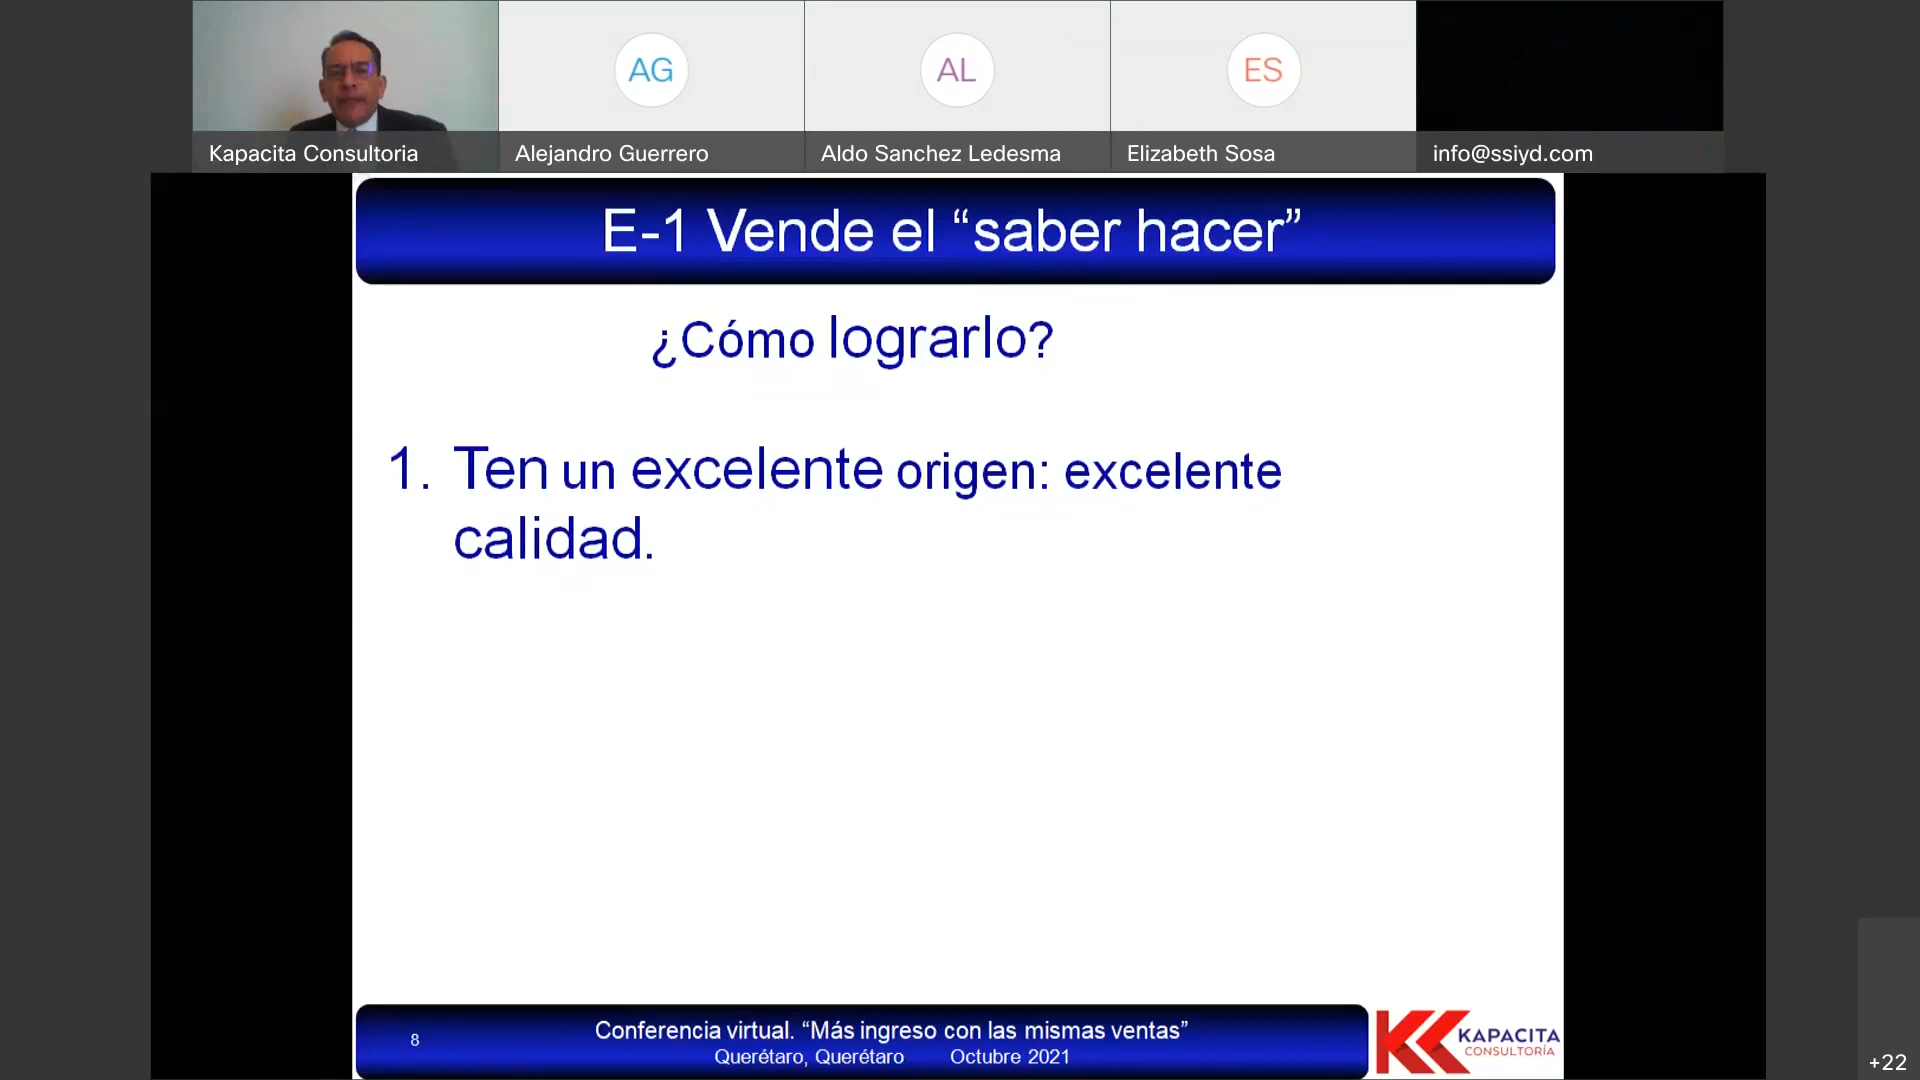 AG
AL
ES
Kapacita Consultoria
Alejandro Guerrero
Aldo Sanchez Ledesma
Elizabeth Sosa
info@ssiyd.com
E-1 Vende el “saber hacer”
¿Cómo lograrlo?
1. Ten un excelente origen: excelente
calidad.
8
Conferencia virtual. “Más ingreso con las mismas ventas”
Querétaro, Querétaro Octubre 2021
KAPACITA
CONSULTORÍA
+22